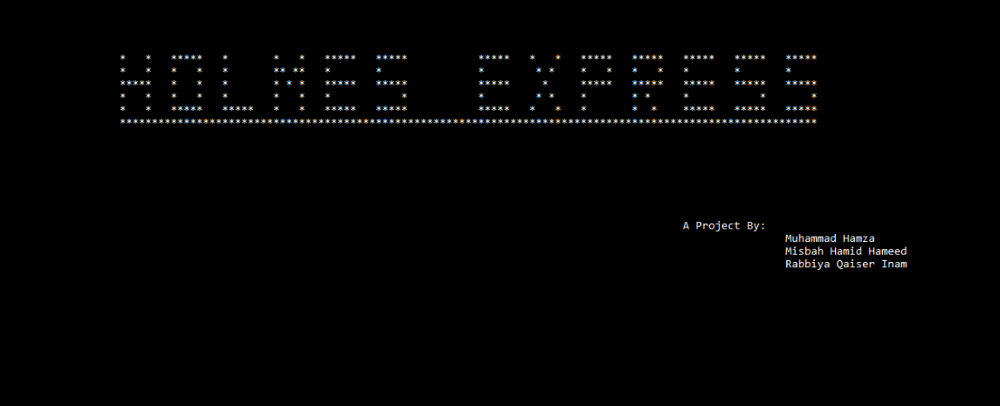 HOLMES EXPRESS
A Project By:
Muhammad Hamza
Misbah Hamid Hameed
Rabbiya Qaiser Inam